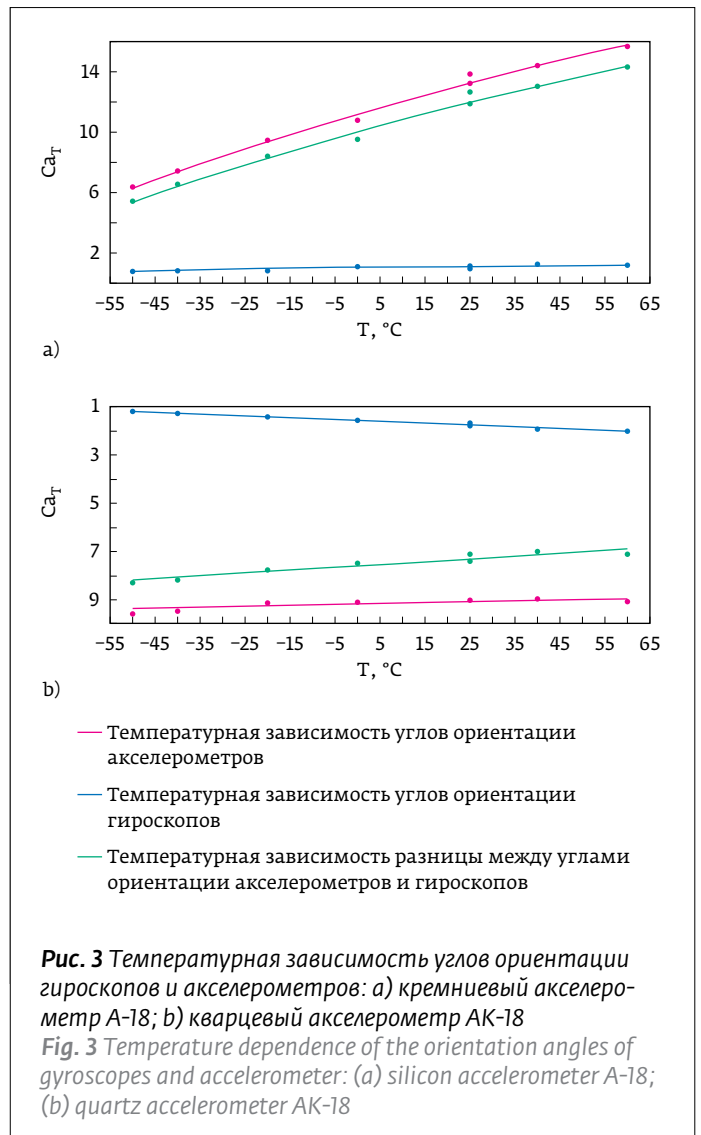 14
10
6
2
Ca_T
−55 −45 −35 −25 −15 −5 5 15 25 35 45 55 65
T, °C
a)
1
3
5
7
9
Ca_T
−55 −45 −35 −25 −15 −5 5 15 25 35 45 55 65
T, °C
b)
Температурная зависимость углов ориентации
акселерометров
Температурная зависимость углов ориентации
гироскопов
Температурная зависимость разницы между углами
ориентации акселерометров и гироскопов
Рис. 3 Температурная зависимость углов ориентации
гироскопов и акселерометров: a) кремниевый акселеро-
метр А-18; b) кварцевый акселерометр АК-18
Fig. 3 Temperature dependence of the orientation angles of
gyroscopes and accelerometer: (a) silicon accelerometer A-18;
(b) quartz accelerometer AK-18